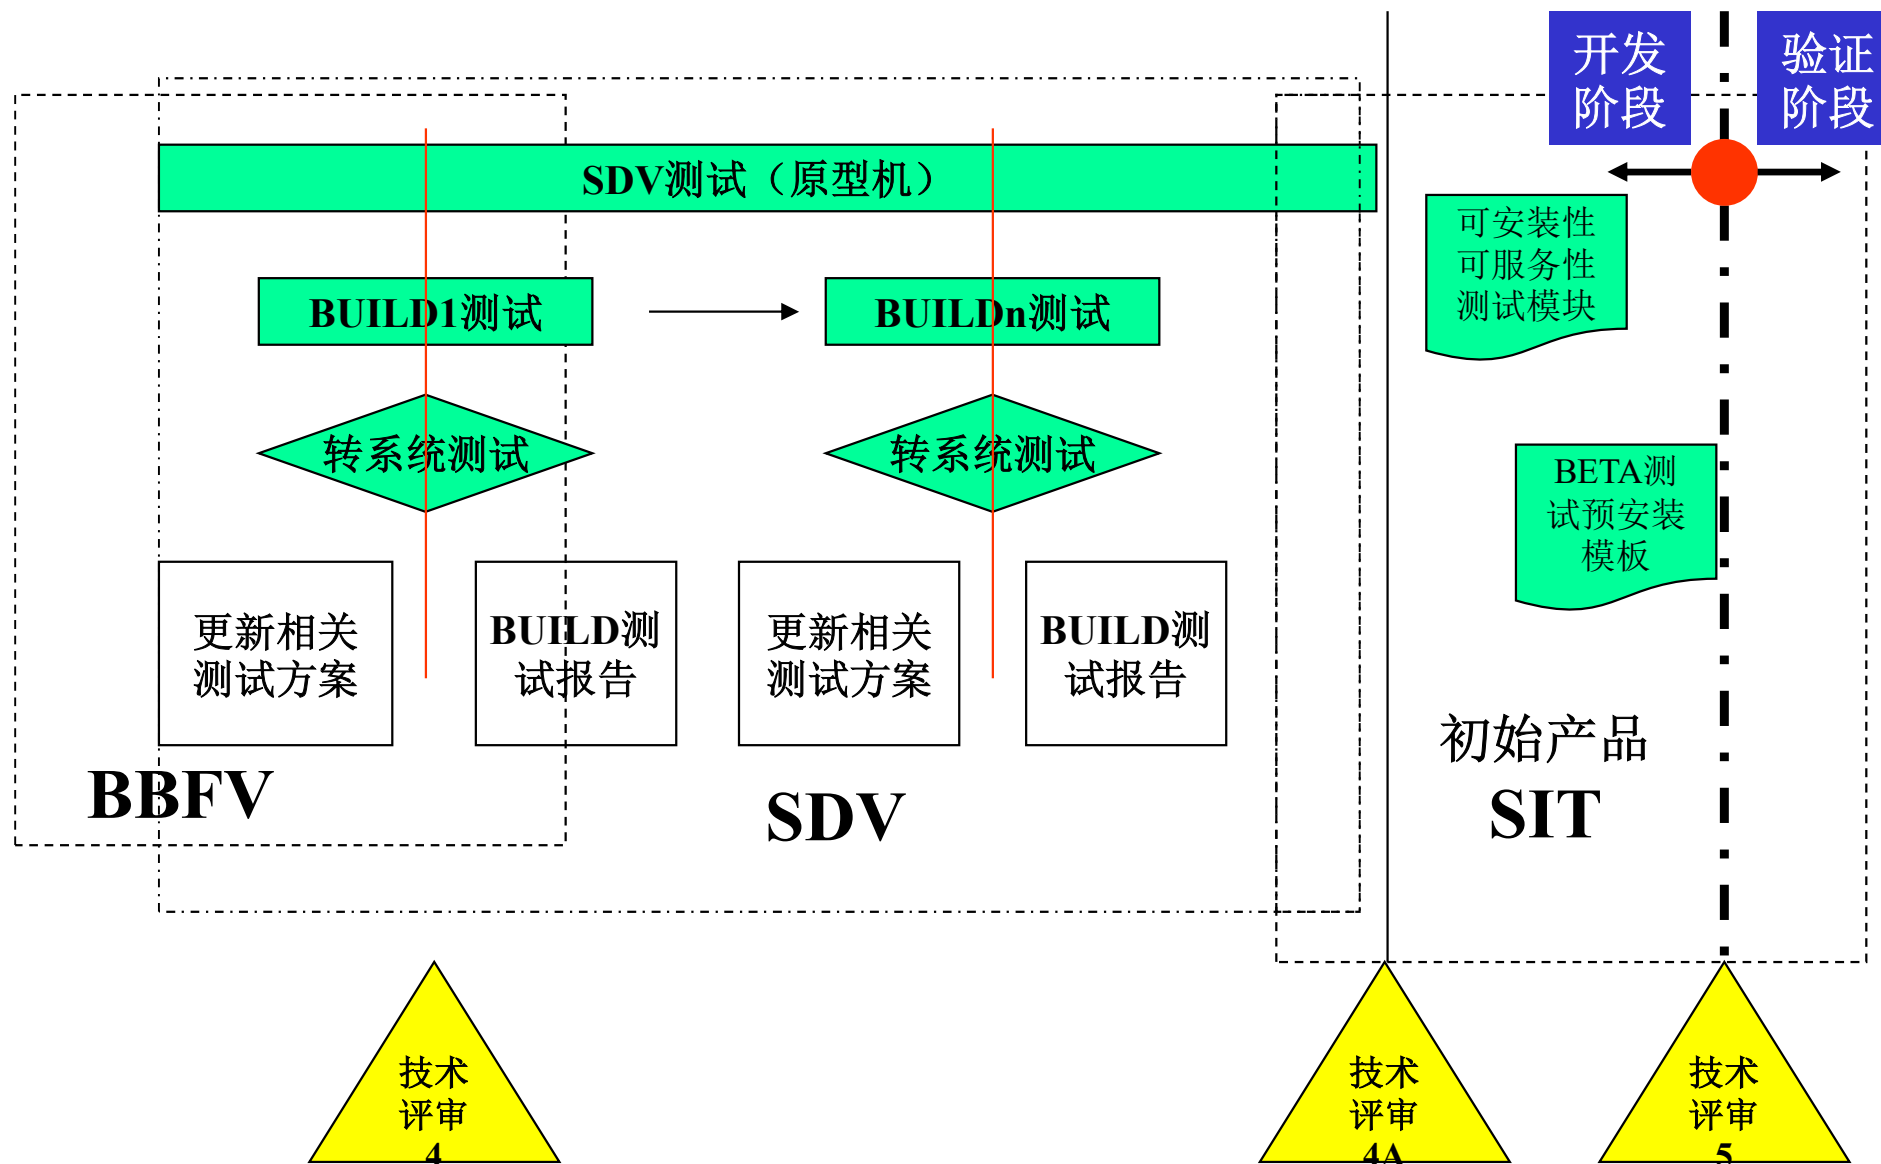 开发
阶段
验证
阶段
SDV测试（原型机）
可安装性
可服务性
测试模块
BUILD1测试
BUILDn测试
转系统测试
转系统测试
BETA测
试预安装
模板
更新相关
测试方案
BUILD测
试报告
更新相关
测试方案
BUILD测
试报告
初始产品
BBFV
SDV
SIT
技术
评审
4
技术
评审
4A
技术
评审
5